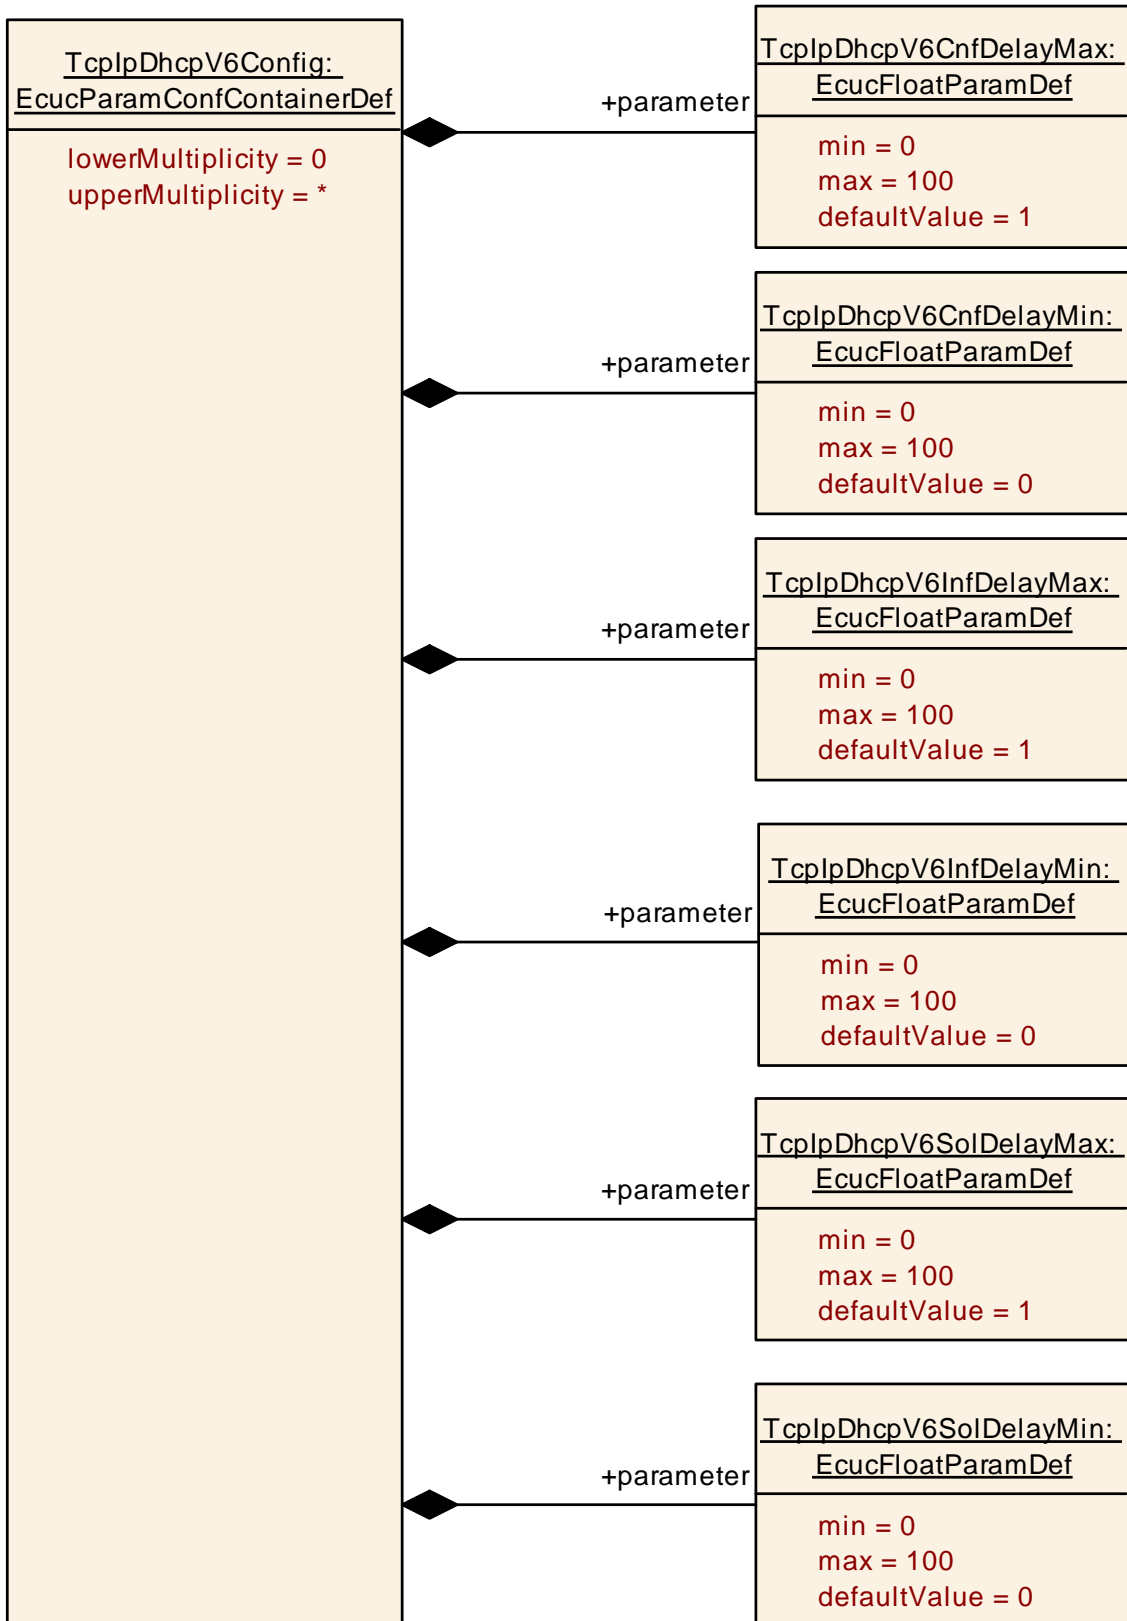 TcpIpDhcpV6Config:
EcucParamConfContainerDef
lowerMultiplicity = 0
upperMultiplicity = *
+parameter
TcpIpDhcpV6CnfDelayMax:
EcucFloatParamDef
min = 0
max = 100
defaultValue = 1
+parameter
TcpIpDhcpV6CnfDelayMin:
EcucFloatParamDef
min = 0
max = 100
defaultValue = 0
+parameter
TcpIpDhcpV6InfDelayMax:
EcucFloatParamDef
min = 0
max = 100
defaultValue = 1
+parameter
TcpIpDhcpV6InfDelayMin:
EcucFloatParamDef
min = 0
max = 100
defaultValue = 0
+parameter
TcpIpDhcpV6SolDelayMax:
EcucFloatParamDef
min = 0
max = 100
defaultValue = 1
+parameter
TcpIpDhcpV6SolDelayMin:
EcucFloatParamDef
min = 0
max = 100
defaultValue = 0